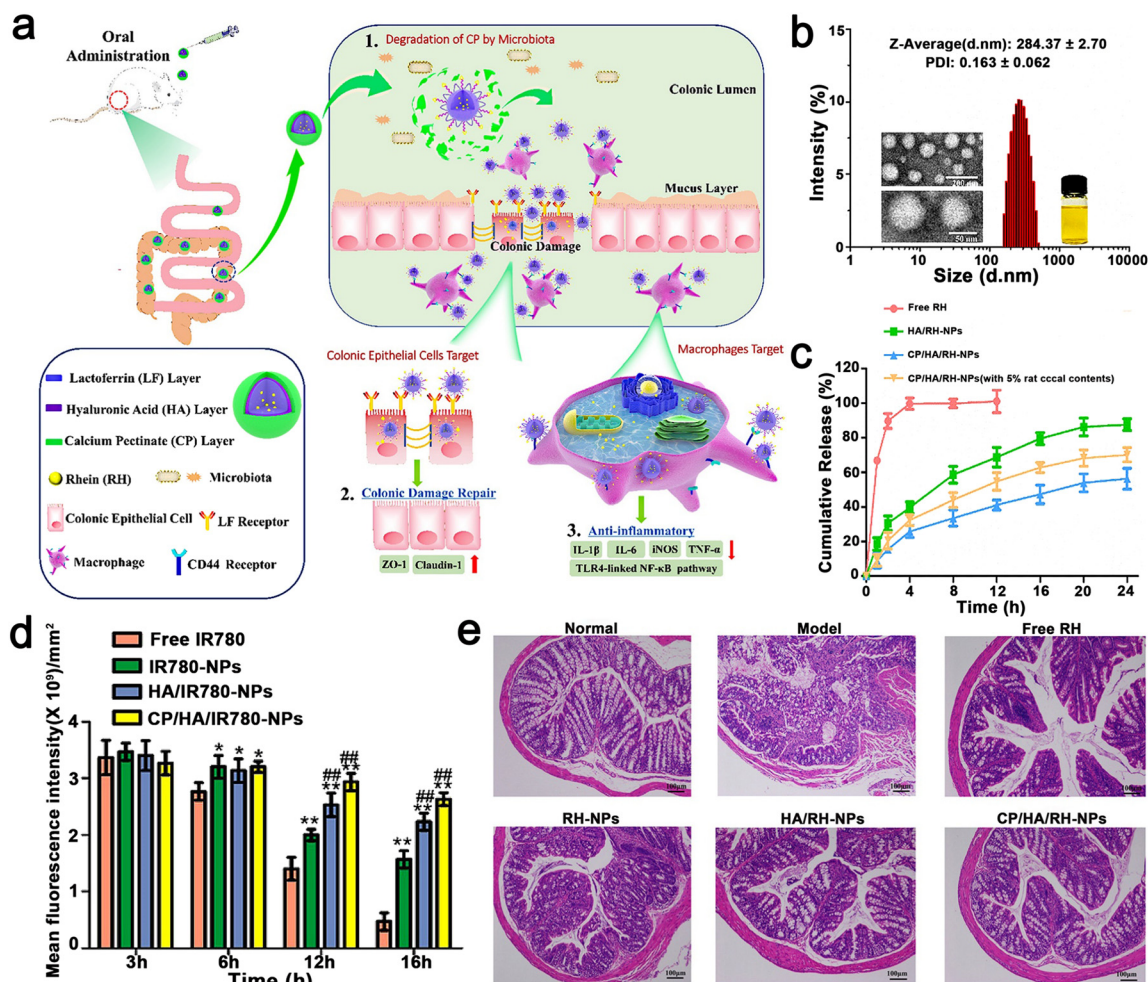 a
Oral
Administration
1. Degradation of CP by Microbiota
Colonic Lumen
Mucus Layer
Colonic Damage
Colonic Epithelial Cells Target
Macrophages Target
Lactoferrin (LF) Layer
Hyaluronic Acid (HA) Layer
Calcium Pectinate (CP) Layer
Rhein (RH)
Microbiota
Colonic Epithelial Cell
LF Receptor
Macrophage
CD44 Receptor
2. Colonic Damage Repair
ZO-1
Claudin-1
3. Anti-inflammatory
IL-1β
IL-6
iNOS
TNF-α
TLR4-linked NF-κB pathway
b
Z-Average(d.nm): 284.37 ± 2.70
PDI: 0.163 ± 0.062
Intensity (%)
15
10
5
0
200 nm
50 nm
1
10
100
1000
10000
Size (d.nm)
c
Free RH
HA/RH-NPs
CP/HA/RH-NPs
CP/HA/RH-NPs(with 5% rat cccal contents)
Cumulative Release (%)
120
100
80
60
40
20
0
0
4
8
12
16
20
24
Time (h)
d
Free IR780
IR780-NPs
HA/IR780-NPs
CP/HA/IR780-NPs
Mean fluorescence intensity(X 10⁹)/mm²
4
3
2
1
0
*
*
*
**
##
**
##
**
**
##
**
##
**
3h
6h
12h
16h
Time (h)
e
Normal
Model
Free RH
100μm
100μm
100μm
RH-NPs
HA/RH-NPs
CP/HA/RH-NPs
100μm
100μm
100μm